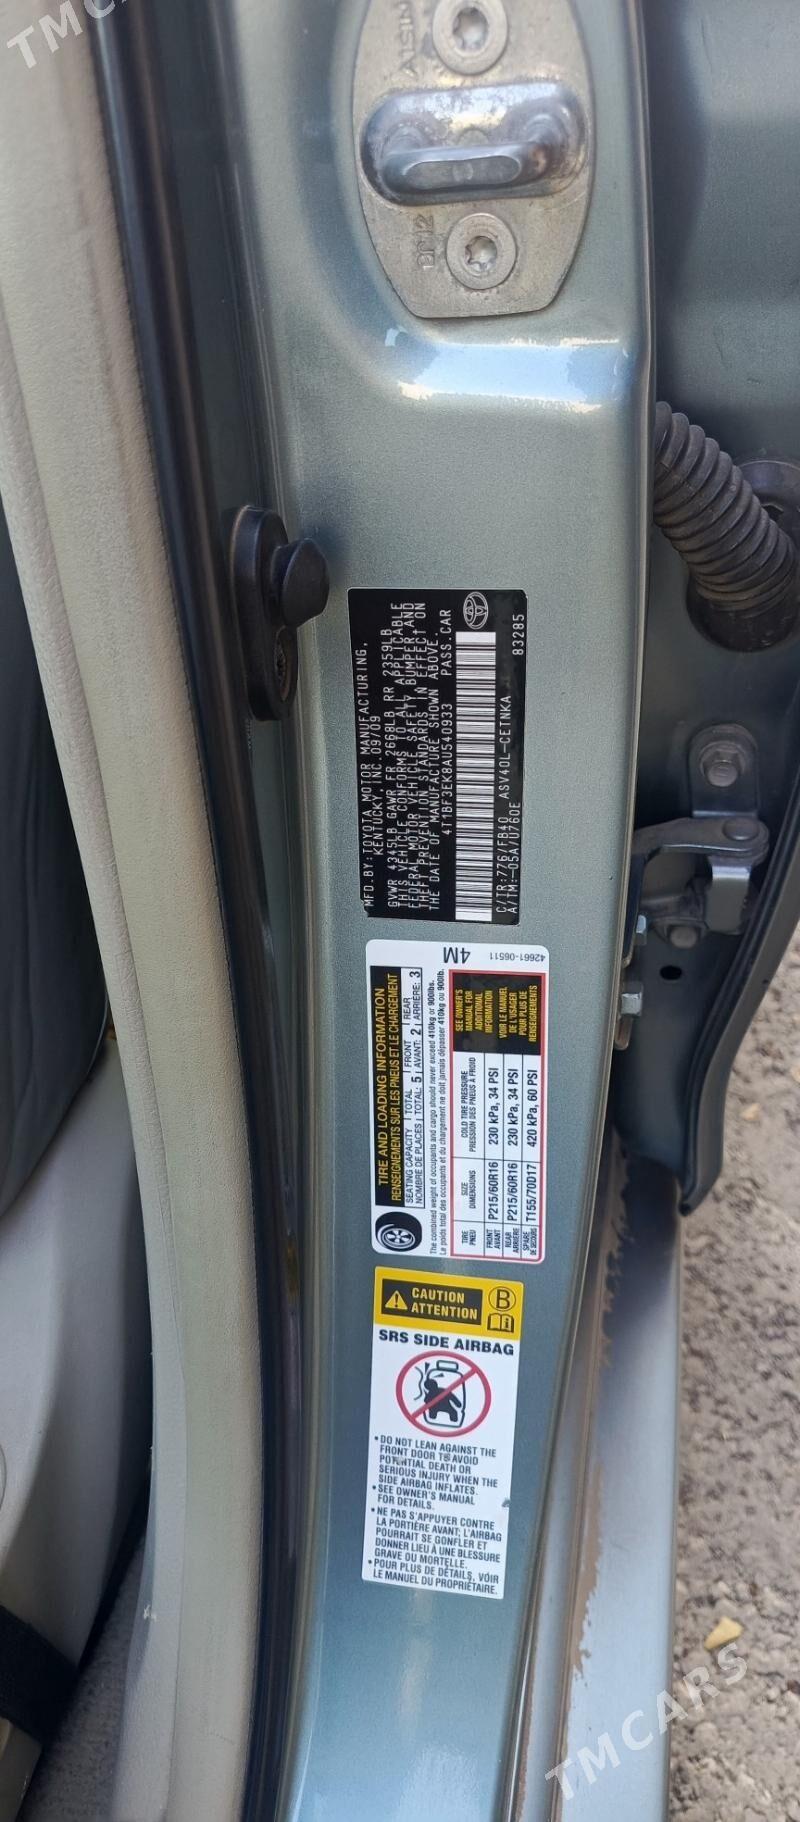 TMCARS
AISIN
BH12
MFD.BY:TOYOTA MOTOR MANUFACTURING,
KENTUCKY, INC. 09/09
GVWR 4345LB GAWR FR 2668LB RR 2359LB
THIS VEHICLE CONFORMS TO ALL APPLICABLE
FEDERAL MOTOR VEHICLE SAFETY, BUMPER, AND
THEFT PREVENTION STANDARDS IN EFFECT ON
THE DATE OF MANUFACTURE SHOWN ABOVE.
4T1BF3EK8AU540933 PASS.CAR
C/TR:776/FB40 ASV40L-CETNKA
A/TM:-05A/U760E 83285
TIRE AND LOADING INFORMATION
RENSEIGNEMENTS SUR LES PNEUS ET LE CHARGEMENT
4M
42661-06511
SEATING CAPACITY | TOTAL 5 | FRONT 2 | REAR 3
NOMBRE DE PLACES | TOTAL: | AVANT: | ARRIÈRE:
The combined weight of occupants and cargo should never exceed 410kg or 900lbs.
Le poids total des occupants et du chargement ne doit jamais dépasser 410kg ou 900lb.
TIRE SIZE COLD TIRE PRESSURE SEE OWNER'S
PNEU DIMENSIONS PRESSION DES PNEUS À FROID MANUAL FOR
ADDITIONAL
INFORMATION
FRONT
AVANT P215/60R16 230 kPa, 34 PSI
REAR
ARRIÈRE P215/60R16 230 kPa, 34 PSI
SPARE
DE SECOURS T155/70D17 420 kPa, 60 PSI
VOIR LE MANUEL
DE L'USAGER
POUR PLUS DE
RENSEIGNEMENTS
CAUTION
ATTENTION
B
SRS SIDE AIRBAG
• DO NOT LEAN AGAINST THE
FRONT DOOR TO AVOID
POTENTIAL DEATH OR
SERIOUS INJURY WHEN THE
SIDE AIRBAG INFLATES.
• SEE OWNER'S MANUAL
FOR DETAILS.
• NE PAS S'APPUYER CONTRE
LA PORTIÈRE AVANT; L'AIRBAG
POURRAIT SE GONFLER ET
DONNER LIEU À UNE BLESSURE
GRAVE OU MORTELLE.
• POUR PLUS DE DÉTAILS, VOIR
LE MANUEL DU PROPRIÉTAIRE.
TMCARS